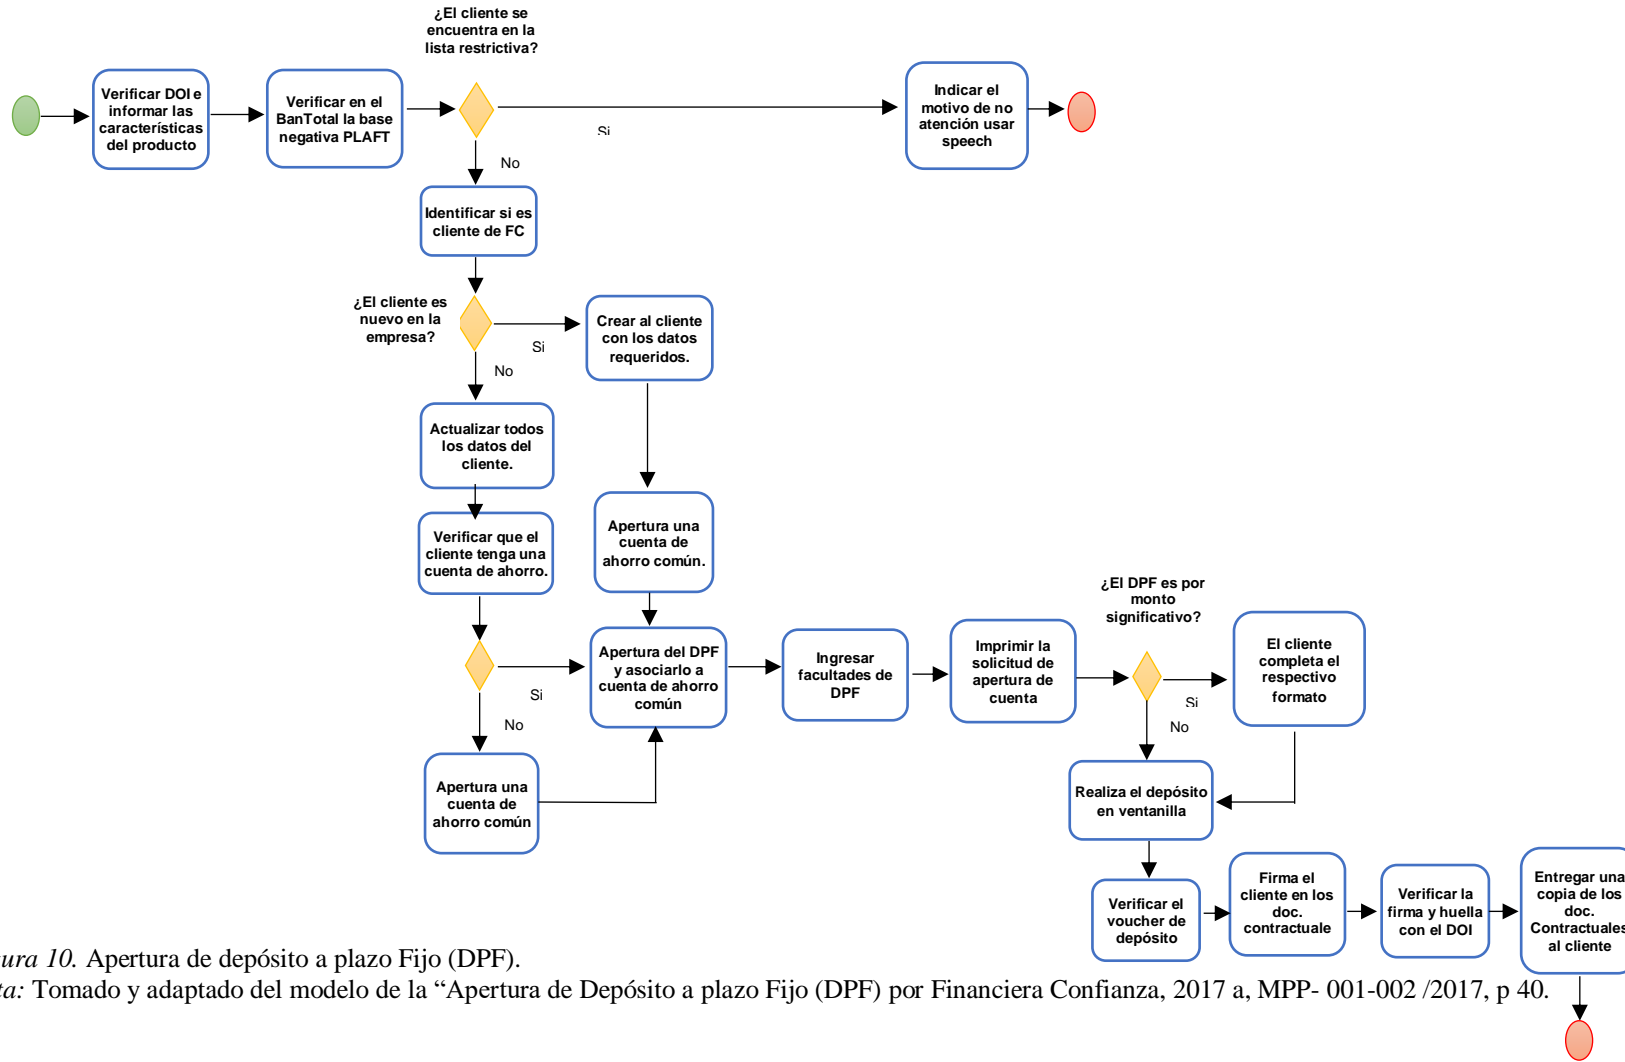 ¿El cliente se
encuentra en la
lista restrictiva?
Verificar DOI e
informar las
características
del producto
Verificar en el
BanTotal la base
negativa PLAFT
Si
Indicar el
motivo de no
atención usar
speech
No
Identificar si es
cliente de FC
¿El cliente es
nuevo en la
empresa?
Si
Crear al cliente
con los datos
requeridos.
No
Actualizar todos
los datos del
cliente.
Verificar que el
cliente tenga una
cuenta de ahorro.
Apertura una
cuenta de
ahorro común.
Si
No
Apertura una
cuenta de
ahorro común
Apertura del DPF
y asociarlo a
cuenta de ahorro
común
Ingresar
facultades de
DPF
Imprimir la
solicitud de
apertura de
cuenta
¿El DPF es por
monto
significativo?
Si
No
El cliente
completa el
respectivo
formato
Realiza el depósito
en ventanilla
Verificar el
voucher de
depósito
Firma el
cliente en los
doc.
contractuale
Verificar la
firma y huella
con el DOI
Entregar una
copia de los
doc.
Contractuales
al cliente
ura 10. Apertura de depósito a plazo Fijo (DPF).
ta: Tomado y adaptado del modelo de la “Apertura de Depósito a plazo Fijo (DPF) por Financiera Confianza, 2017 a, MPP- 001-002 /2017, p 40.